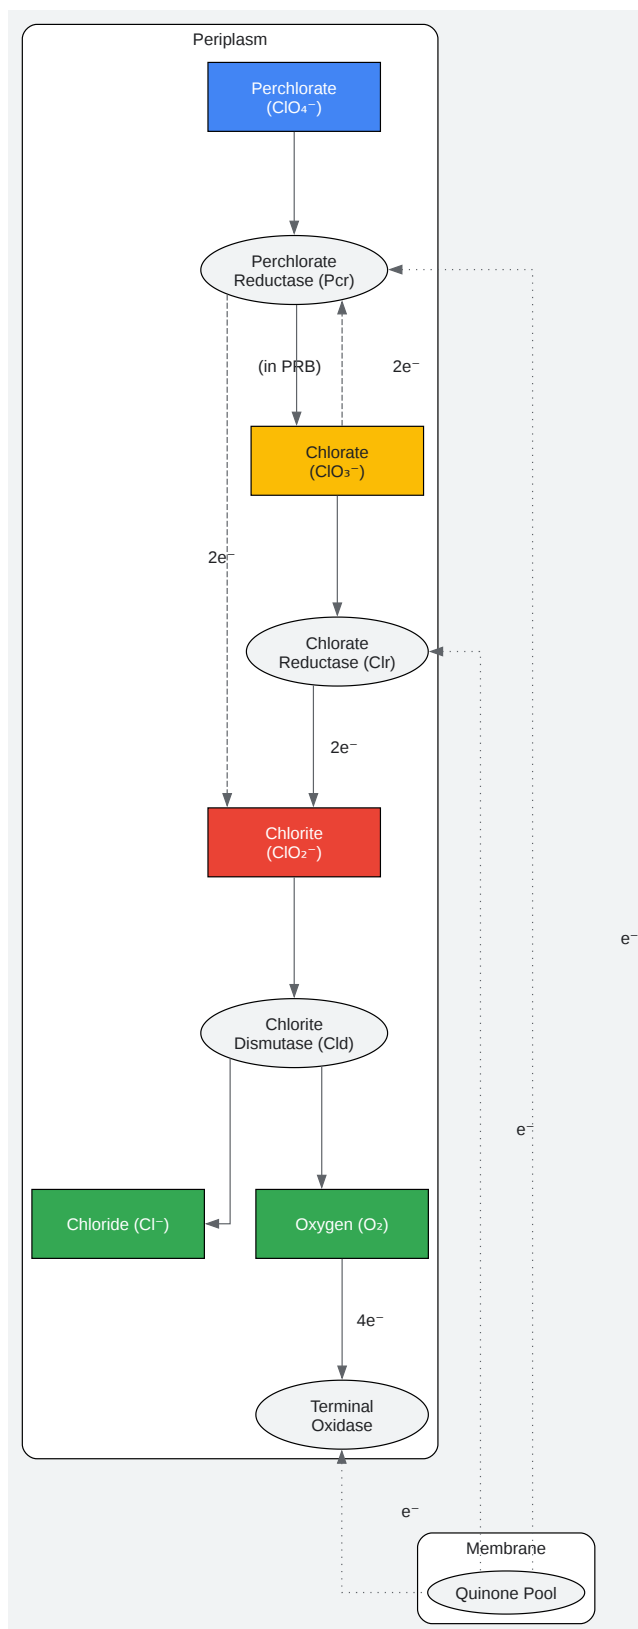 Periplasm
Perchlorate
(ClO₄⁻)
Perchlorate
Reductase (Pcr)
(in PRB)
2e⁻
Chlorate
(ClO₃⁻)
2e⁻
Chlorate
Reductase (Clr)
2e⁻
Chlorite
(ClO₂⁻)
e⁻
Chlorite
Dismutase (Cld)
e⁻
Chloride (Cl⁻)
Oxygen (O₂)
4e⁻
Terminal
Oxidase
e⁻
Membrane
Quinone Pool